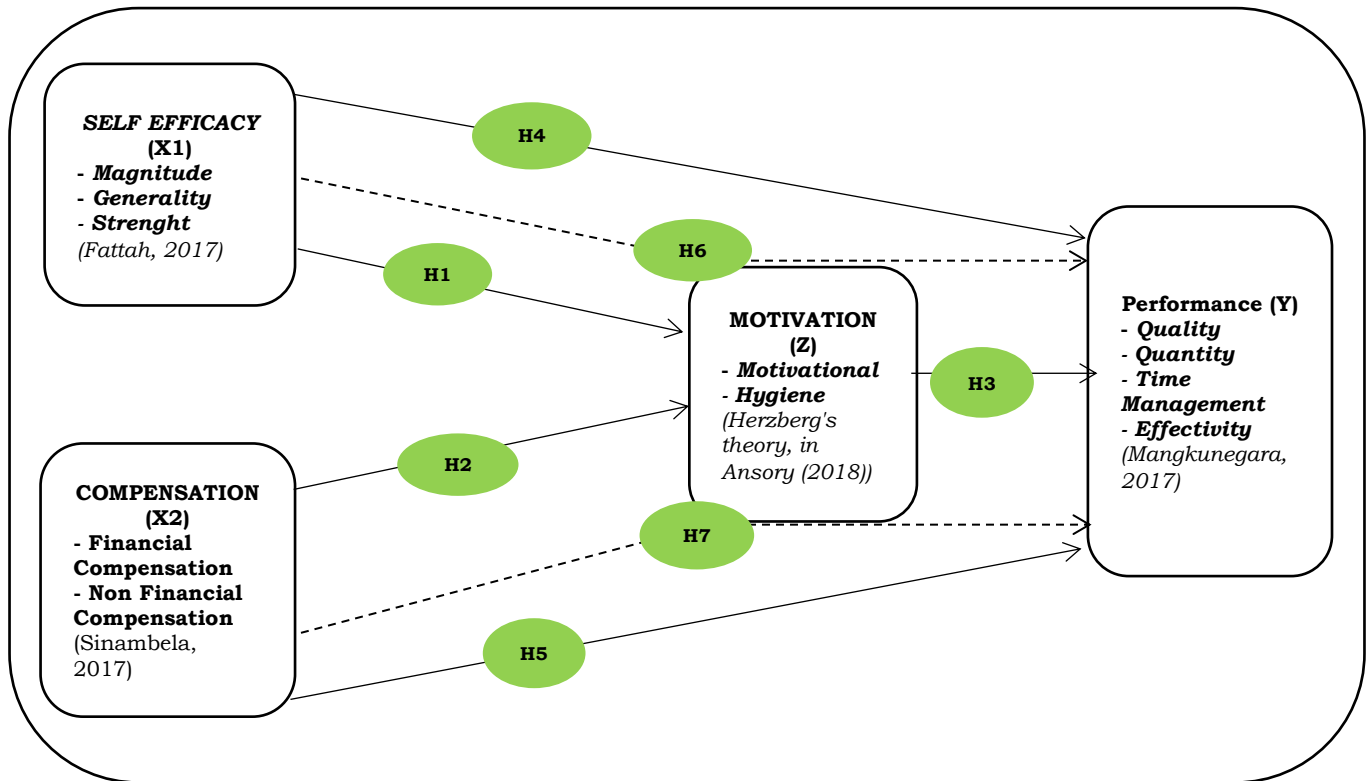 SELF EFFICACY
(X1)
- Magnitude
- Generality
- Strenght
(Fattah, 2017)
H4
H6
H1
MOTIVATION
(Z)
- Motivational
- Hygiene
(Herzberg's
theory, in
Ansory (2018))
H3
Performance (Y)
- Quality
- Quantity
- Time
Management
- Effectivity
(Mangkunegara,
2017)
COMPENSATION
(X2)
- Financial
Compensation
- Non Financial
Compensation
(Sinambela,
2017)
H2
H7
H5